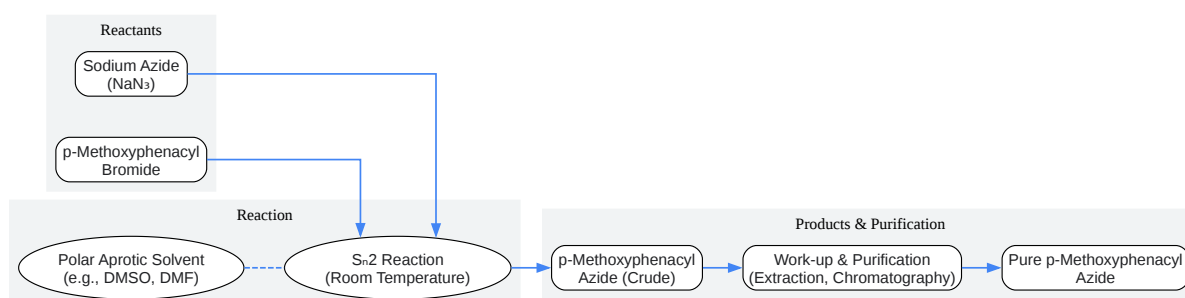 Reactants
Sodium Azide
(NaN₃)
p-Methoxyphenacyl
Bromide
Reaction
Polar Aprotic Solvent
(e.g., DMSO, DMF)
Sₙ2 Reaction
(Room Temperature)
Products & Purification
p-Methoxyphenacyl
Azide (Crude)
Work-up & Purification
(Extraction, Chromatography)
Pure p-Methoxyphenacyl
Azide